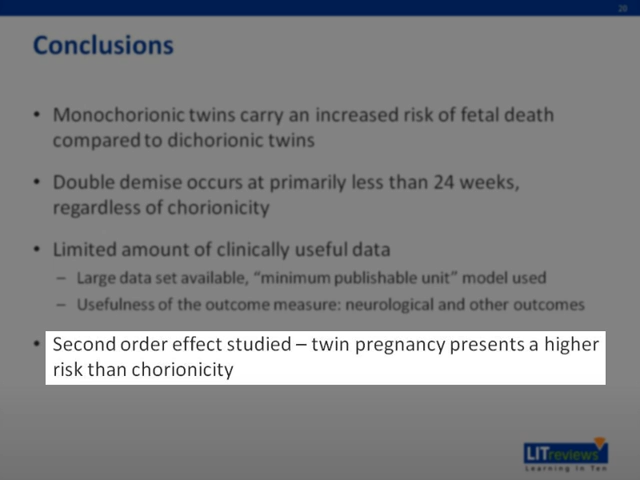 20
Conclusions
• Monochorionic twins carry an increased risk of fetal death
compared to dichorionic twins
• Double demise occurs at primarily less than 24 weeks,
regardless of chorionicity
• Limited amount of clinically useful data
– Large data set available, “minimum publishable unit” model used
– Usefulness of the outcome measure: neurological and other outcomes
• Second order effect studied – twin pregnancy presents a higher
risk than chorionicity
LITreviews
Learning In Ten